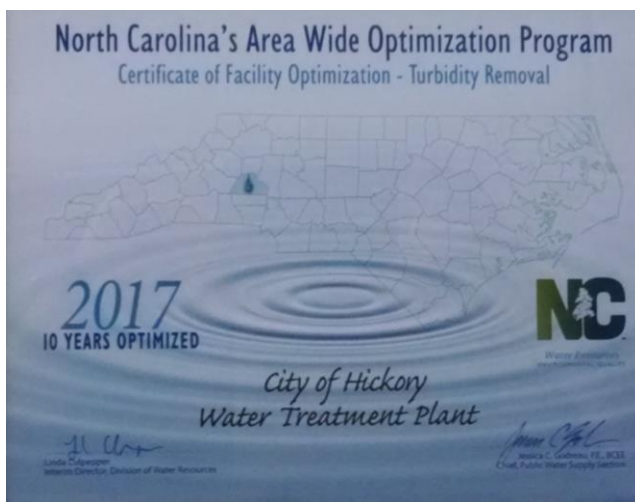 North Carolina's Area Wide Optimization Program
Certificate of Facility Optimization - Turbidity Removal
2017
10 YEARS OPTIMIZED
NC
Water Resources
City of Hickory
Water Treatment Plant
Linda Culpepper
Interim Director, Division of Water Resources
Jessica C. Godreau, P.E., BCEE
Chief, Public Water Supply Section